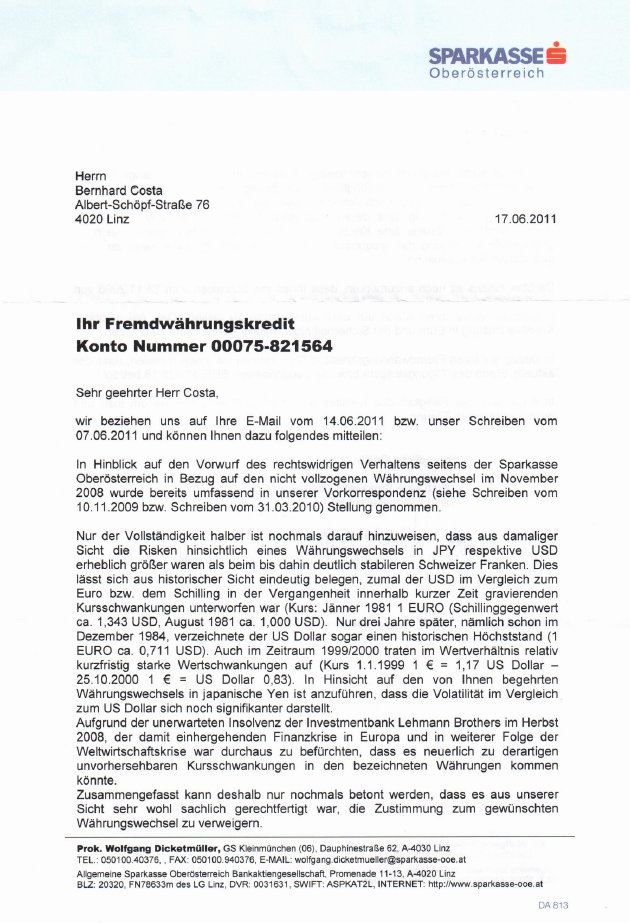 SPARKASSE
Oberösterreich
Herrn
Bernhard Costa
Albert-Schöpf-Straße 76
4020 Linz
17.06.2011
Ihr Fremdwährungskredit
Konto Nummer 00075-821564
Sehr geehrter Herr Costa,
wir beziehen uns auf Ihre E-Mail vom 14.06.2011 bzw. unser Schreiben vom
07.06.2011 und können Ihnen dazu folgendes mitteilen:
In Hinblick auf den Vorwurf des rechtswidrigen Verhaltens seitens der Sparkasse
Oberösterreich in Bezug auf den nicht vollzogenen Währungswechsel im November
2008 wurde bereits umfassend in unserer Vorkorrespondenz (siehe Schreiben vom
10.11.2009 bzw. Schreiben vom 31.03.2010) Stellung genommen.
Nur der Vollständigkeit halber ist nochmals darauf hinzuweisen, dass aus damaliger
Sicht die Risken hinsichtlich eines Währungswechsels in JPY respektive USD
erheblich größer waren als beim bis dahin deutlich stabileren Schweizer Franken. Dies
lässt sich aus historischer Sicht eindeutig belegen, zumal der USD im Vergleich zum
Euro bzw. dem Schilling in der Vergangenheit innerhalb kurzer Zeit gravierenden
Kursschwankungen unterworfen war (Kurs: Jänner 1981 1 EURO (Schillinggegenwert
ca. 1,343 USD, August 1981 ca. 1,000 USD). Nur drei Jahre später, nämlich schon im
Dezember 1984, verzeichnete der US Dollar sogar einen historischen Höchststand (1
EURO ca. 0,711 USD). Auch im Zeitraum 1999/2000 traten im Wertverhältnis relativ
kurzfristig starke Wertschwankungen auf (Kurs 1.1.1999 1 € = 1,17 US Dollar –
25.10.2000 1 € = US Dollar 0,83). In Hinsicht auf den von Ihnen begehrten
Währungswechsels in japanische Yen ist anzuführen, dass die Volatilität im Vergleich
zum US Dollar sich noch signifikanter darstellt.
Aufgrund der unerwarteten Insolvenz der Investmentbank Lehmann Brothers im Herbst
2008, der damit einhergehenden Finanzkrise in Europa und in weiterer Folge der
Weltwirtschaftskrise war durchaus zu befürchten, dass es neuerlich zu derartigen
unvorhersehbaren Kursschwankungen in den bezeichneten Währungen kommen
könnte.
Zusammengefasst kann deshalb nur nochmals betont werden, dass es aus unserer
Sicht sehr wohl sachlich gerechtfertigt war, die Zustimmung zum gewünschten
Währungswechsel zu verweigern.
Prok. Wolfgang Dicketmüller, GS Kleinmünchen (06), Dauphinestraße 62, A-4030 Linz
TEL.: 050100.40376, , FAX: 050100.940376, E-MAIL: wolfgang.dicketmueller@sparkasse-ooe.at
Allgemeine Sparkasse Oberösterreich Bankaktiengesellschaft, Promenade 11-13, A-4020 Linz
BLZ: 20320, FN78633m des LG Linz, DVR: 0031631, SWIFT: ASPKAT2L, INTERNET: http://www.sparkasse-ooe.at
DA 813